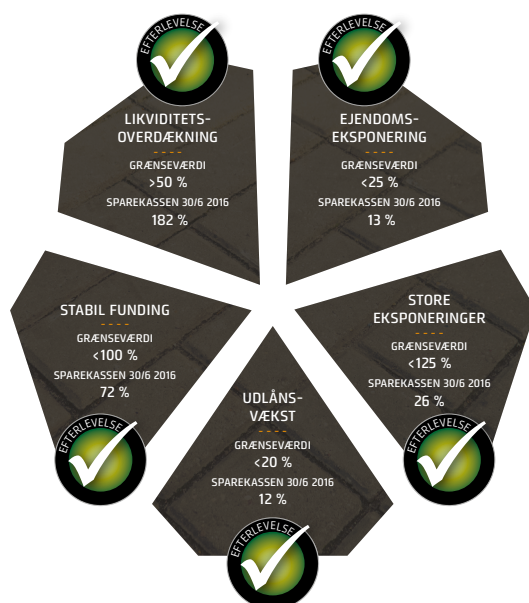 EFTERLEVELSE
LIKVIDITETS-
OVERDÆKNING
GRÆNSEVÆRDI
>50 %
SPAREKASSEN 30/6 2016
182 %
EFTERLEVELSE
EJENDOMS-
EKSPONERING
GRÆNSEVÆRDI
<25 %
SPAREKASSEN 30/6 2016
13 %
STABIL FUNDING
GRÆNSEVÆRDI
<100 %
SPAREKASSEN 30/6 2016
72 %
EFTERLEVELSE
STORE
EKSPONERINGER
GRÆNSEVÆRDI
<125 %
SPAREKASSEN 30/6 2016
26 %
EFTERLEVELSE
UDLÅNS-
VÆKST
GRÆNSEVÆRDI
<20 %
SPAREKASSEN 30/6 2016
12 %
EFTERLEVELSE